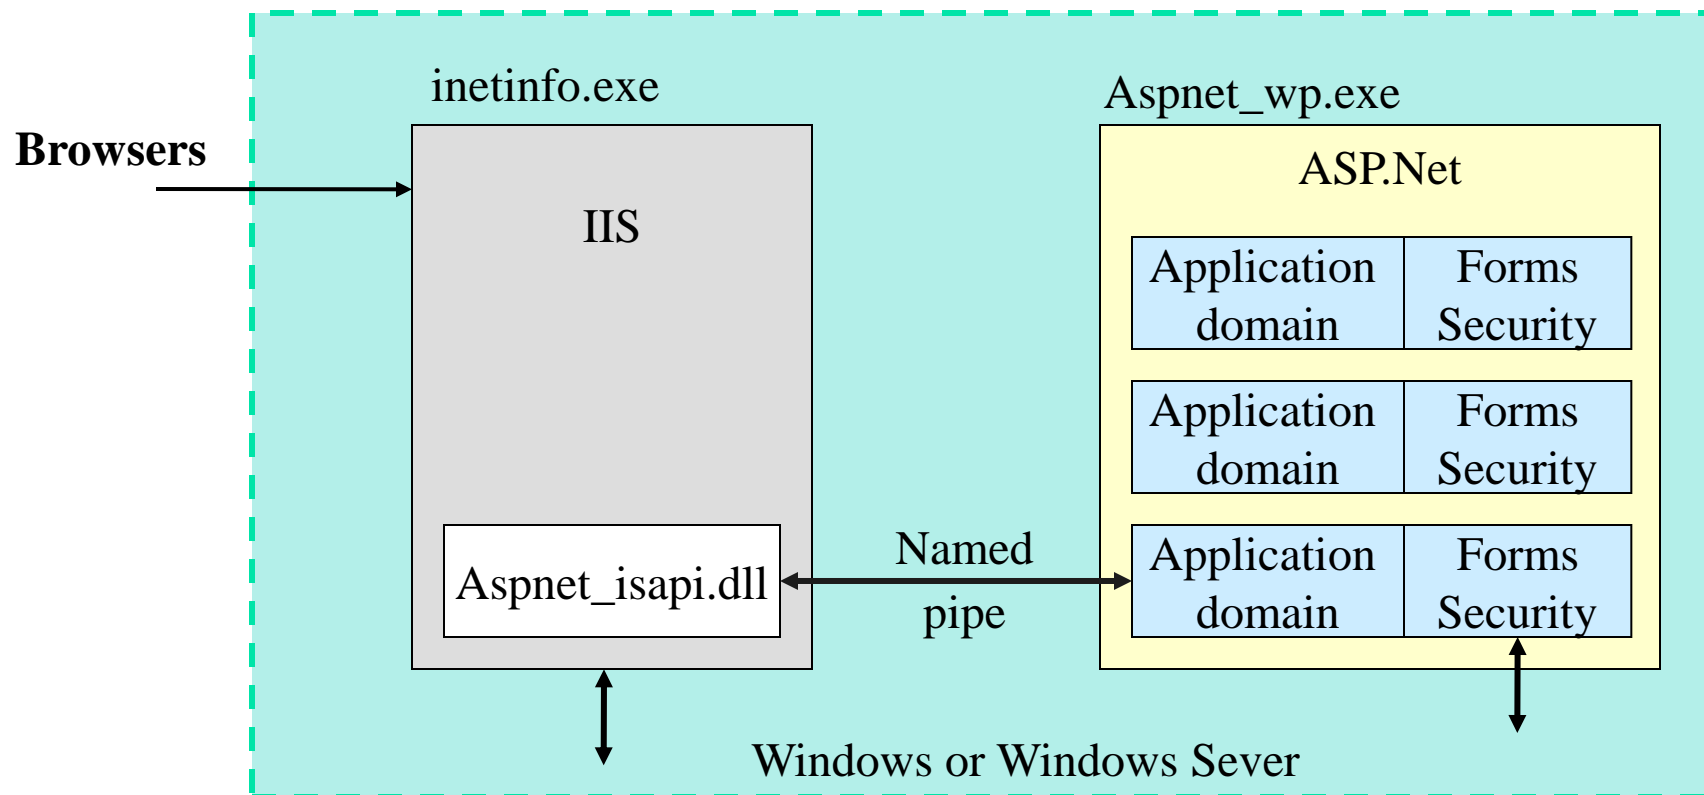 inetinfo.exe
Aspnet_wp.exe
Browsers
ASP.Net
IIS
Application
domain
Forms
Security
Application
domain
Forms
Security
Named
pipe
Aspnet_isapi.dll
Application
domain
Forms
Security
Windows or Windows Sever